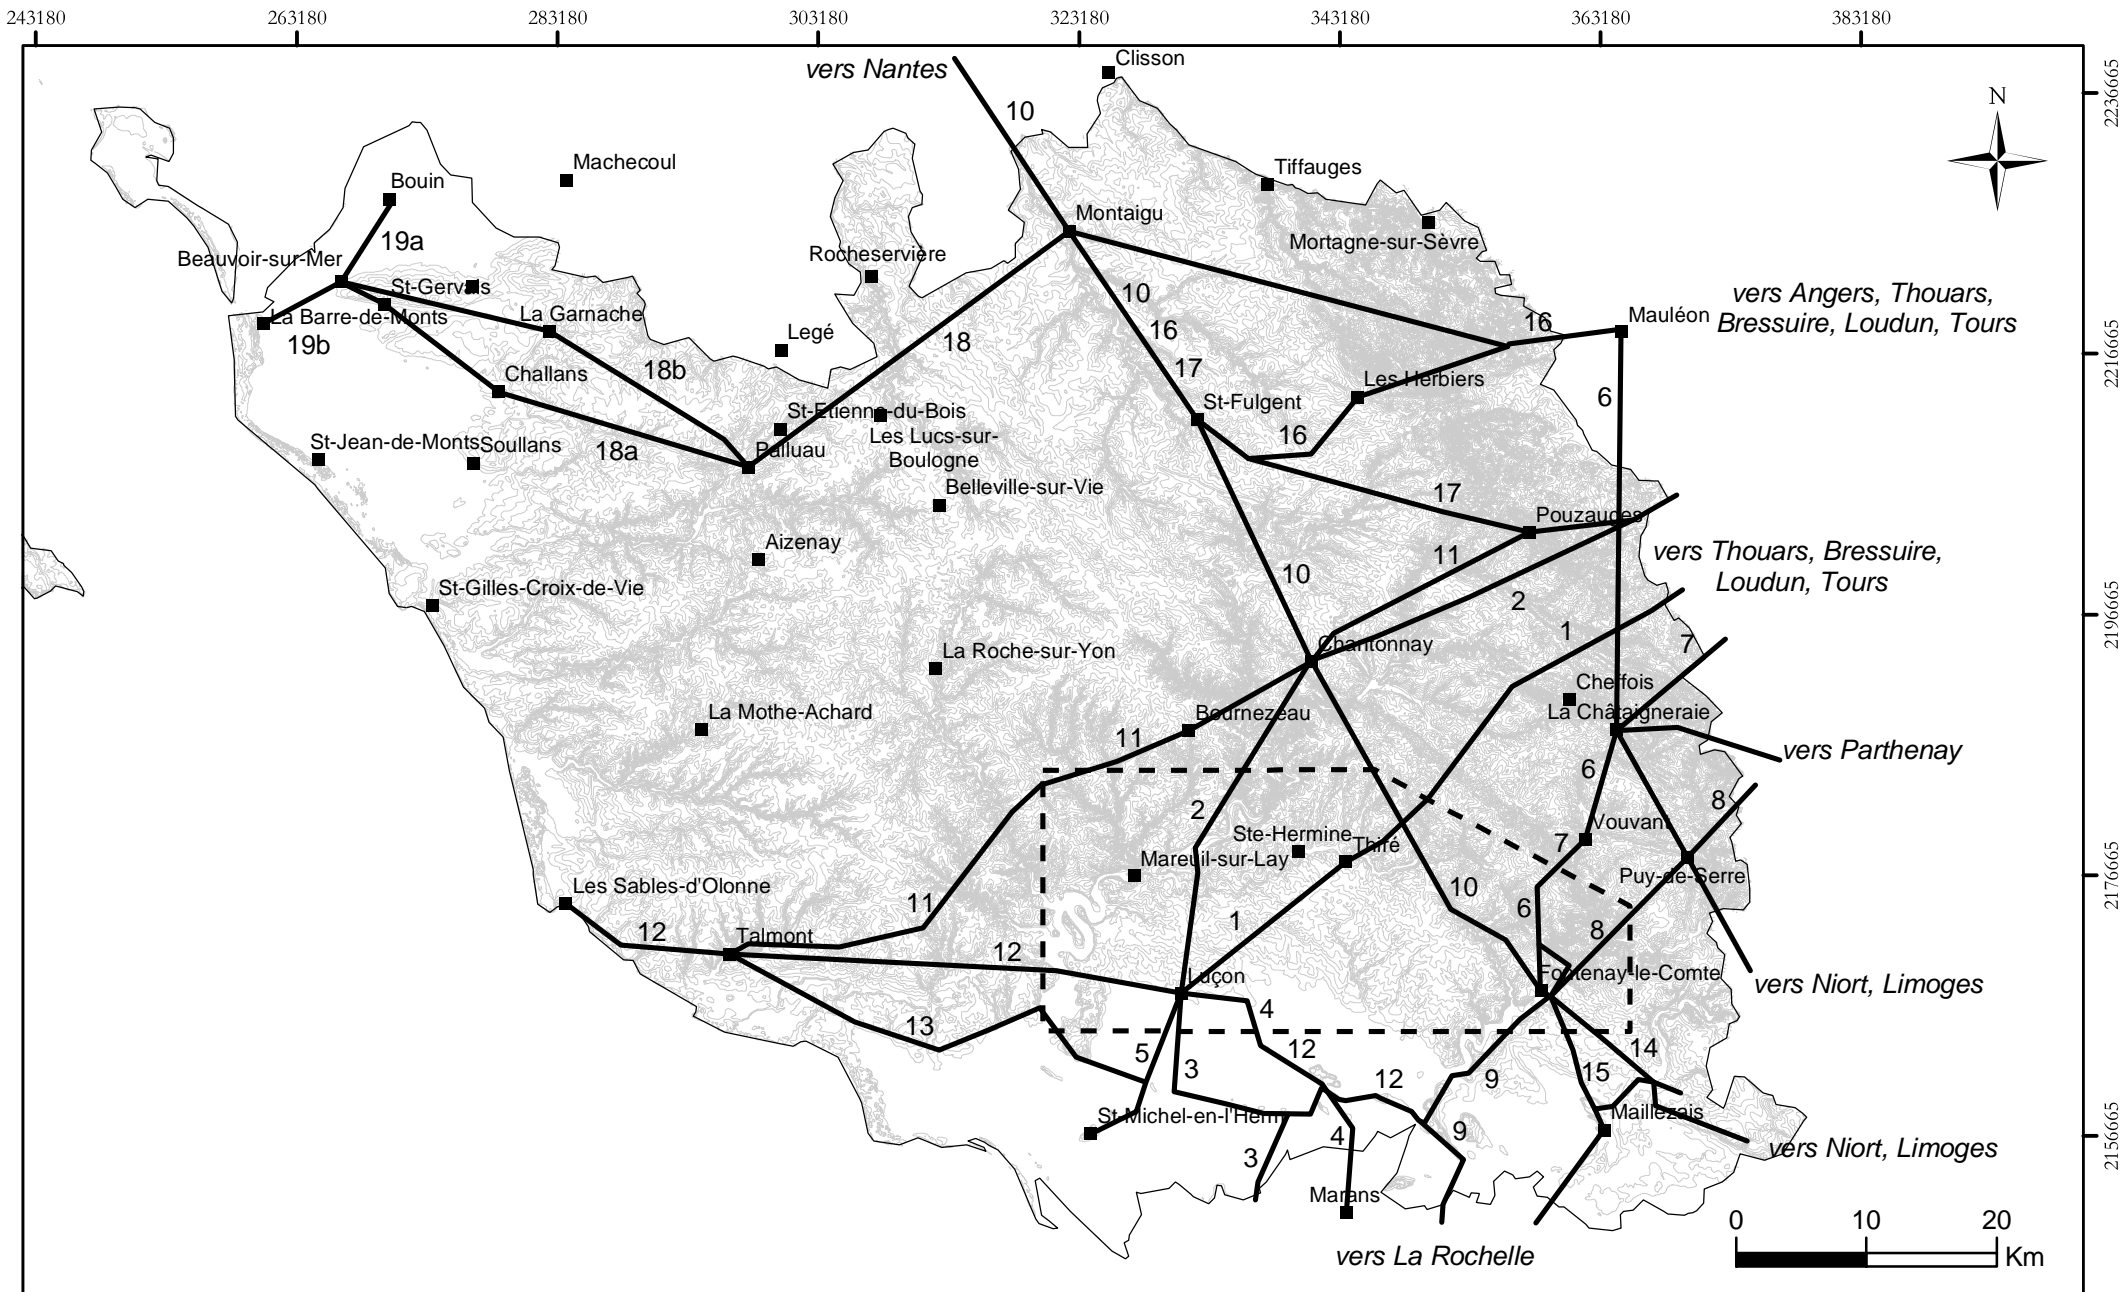 243180 263180 283180 303180 323180 343180 363180 383180
Clisson
vers Nantes
2236665
N
10
Machecoul
Tiffauges
Bouin
Montaigu
19a
Mortagne-sur-Sèvre
Beauvoir-sur-Mer
Rocheservière
St-Gervais
10
vers Angers, Thouars,
Bressuire, Loudun, Tours
La Garnache
La Barre-de-Monts
16
16
Mauléon
19b
Legé
18
2216665
18b
17
Challans
Les Herbiers
6
St-Etienne-du-Bois
St-Fulgent
St-Jean-de-Monts
Soullans
18a
Palluau
Les Lucs-sur-
Boulogne
16
Belleville-sur-Vie
17
Pouzauges
Aizenay
11
vers Thouars, Bressuire,
Loudun, Tours
10
St-Gilles-Croix-de-Vie
2
2196665
1
Chantonnay
7
La Roche-sur-Yon
Cheffois
La Mothe-Achard
Bournezeau
La Châtaigneraie
11
vers Parthenay
6
2
8
Vouvant
Ste-Hermine
Thiré
7
Mareuil-sur-Lay
Puy-de-Serre
2176665
Les Sables-d'Olonne
10
11
6
1
12
Talmont
12
8
Luçon
Fontenay-le-Comte
vers Niort, Limoges
4
13
5
12
14
3
12
9
15
St-Michel-en-l'Herm
Maillezais
4
9
vers Niort, Limoges
2156665
3
Marans
vers La Rochelle
0 10 20
Km